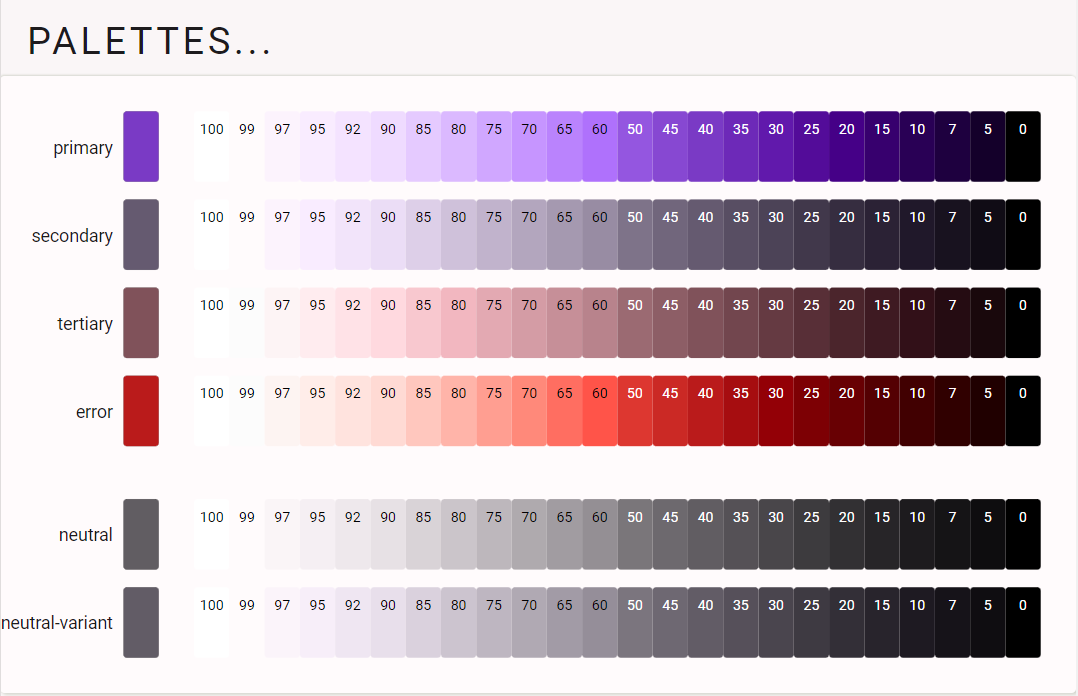 PALETTES...
primary 100 99 97 95 92 90 85 80 75 70 65 60 50 45 40 35 30 25 20 15 10 7 5 0
secondary 100 99 97 95 92 90 85 80 75 70 65 60 50 45 40 35 30 25 20 15 10 7 5 0
tertiary 100 99 97 95 92 90 85 80 75 70 65 60 50 45 40 35 30 25 20 15 10 7 5 0
error 100 99 97 95 92 90 85 80 75 70 65 60 50 45 40 35 30 25 20 15 10 7 5 0
neutral 100 99 97 95 92 90 85 80 75 70 65 60 50 45 40 35 30 25 20 15 10 7 5 0
neutral-variant 100 99 97 95 92 90 85 80 75 70 65 60 50 45 40 35 30 25 20 15 10 7 5 0